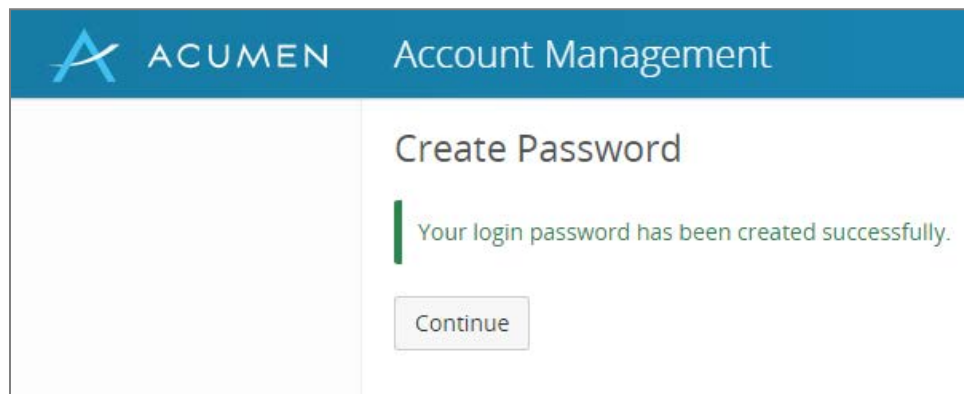 ACUMEN Account Management
Create Password
Your login password has been created successfully.
Continue